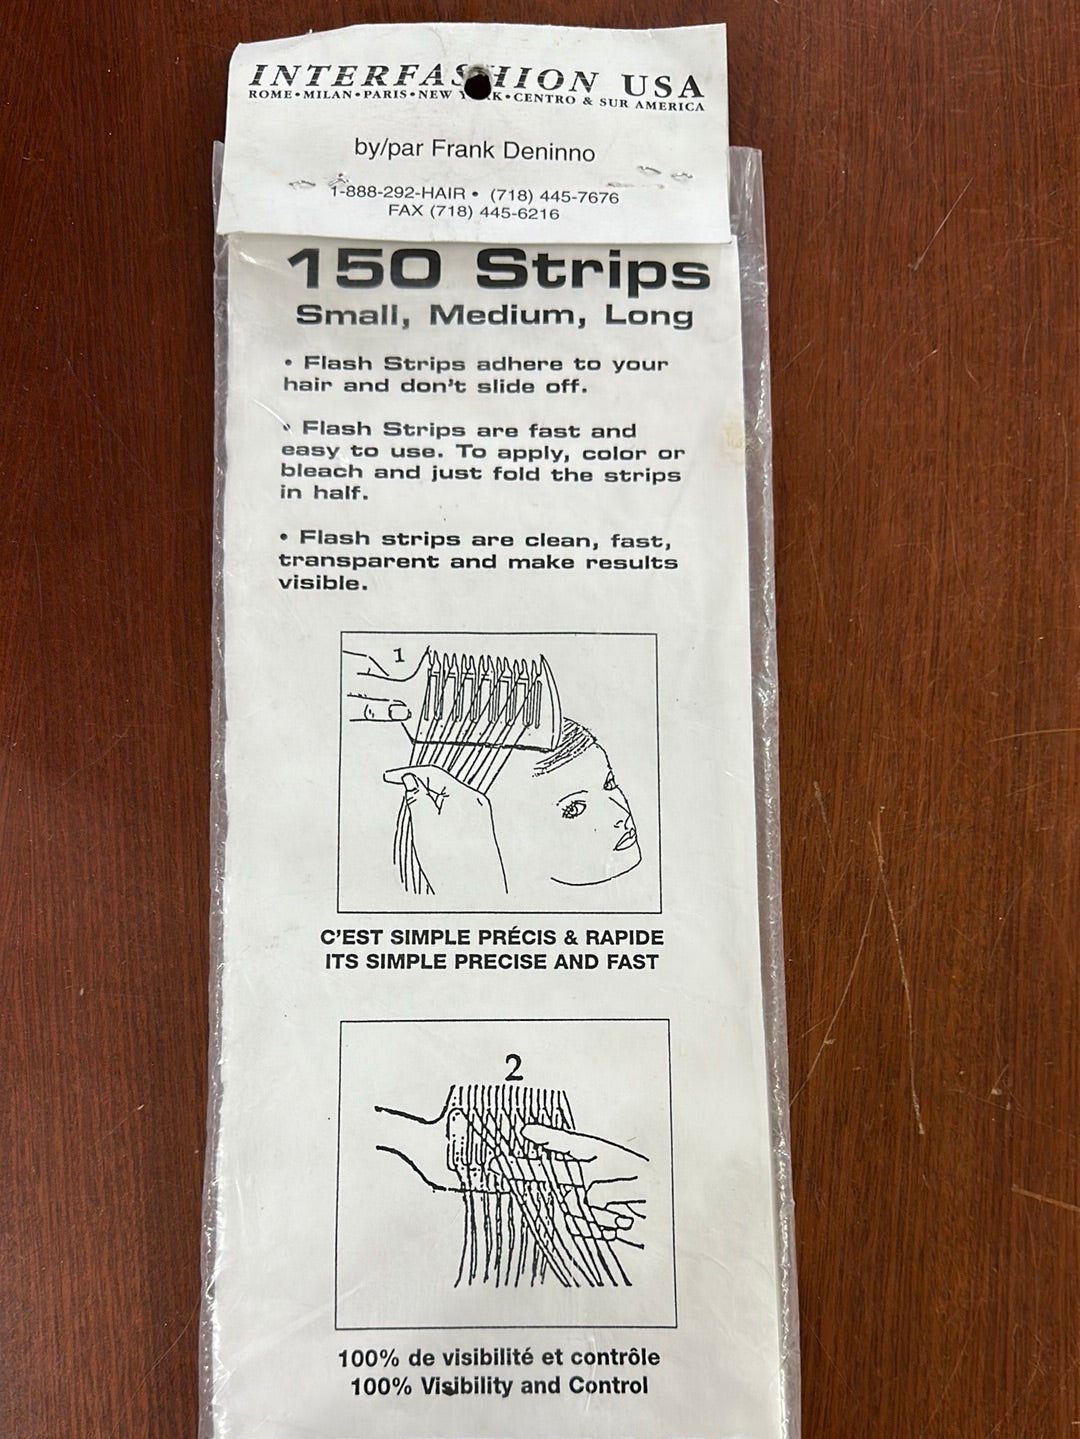 INTERFASHION USA
ROME • MILAN • PARIS • NEW YORK • CENTRO & SUR AMERICA
by/par Frank Deninno
1-888-292-HAIR • (718) 445-7676
FAX (718) 445-6216
150 Strips
Small, Medium, Long
• Flash Strips adhere to your
hair and don't slide off.
• Flash Strips are fast and
easy to use. To apply, color or
bleach and just fold the strips
in half.
• Flash strips are clean, fast,
transparent and make results
visible.
1
C'EST SIMPLE PRÉCIS & RAPIDE
ITS SIMPLE PRECISE AND FAST
2
100% de visibilité et contrôle
100% Visibility and Control